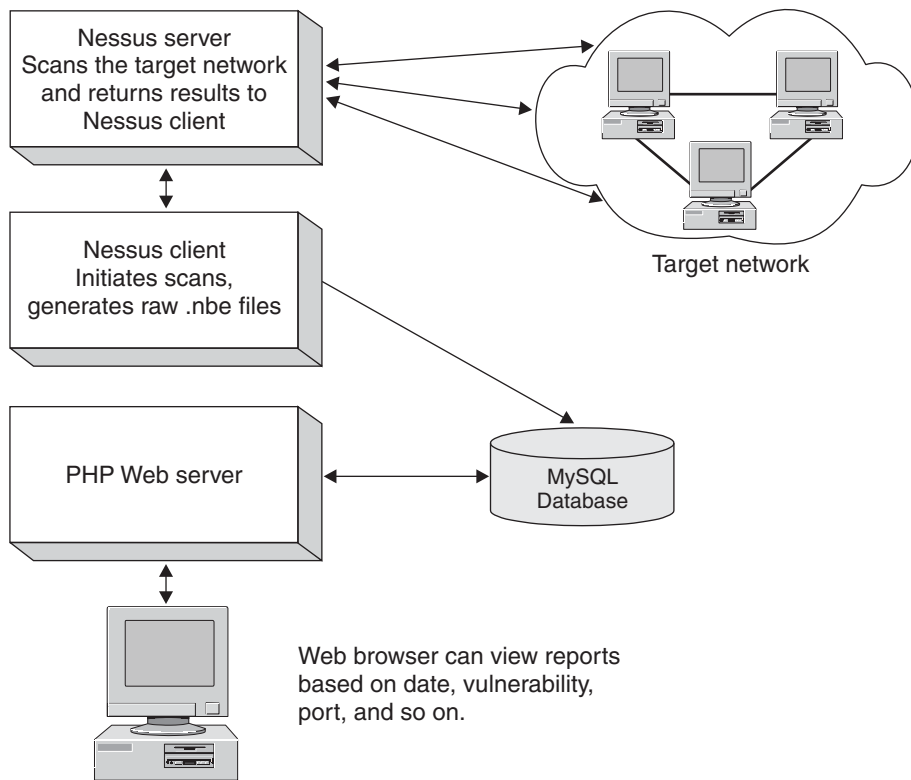 Nessus server
Scans the target network
and returns results to
Nessus client
Target network
Nessus client
Initiates scans,
generates raw .nbe files
PHP Web server
MySQL
Database
Web browser can view reports
based on date, vulnerability,
port, and so on.